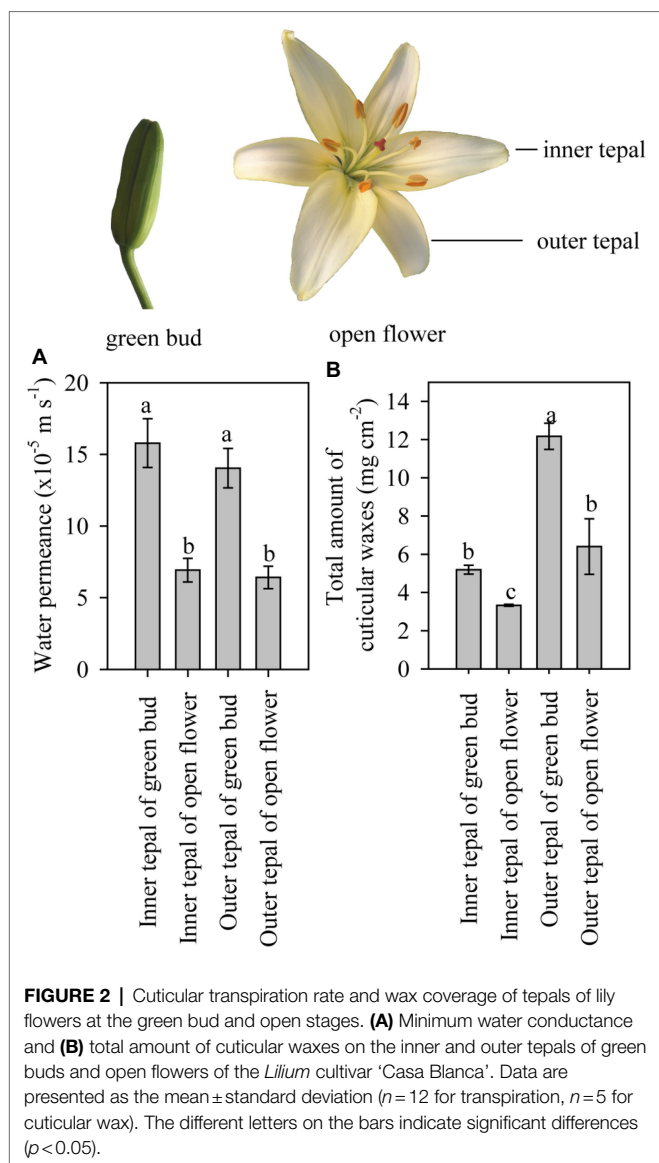 inner tepal
outer tepal
green bud
open flower
A
Water permeance (x10⁻⁵ m s⁻¹)
20
15
10
5
0
a
b
a
b
Inner tepal of green bud
Inner tepal of open flower
Outer tepal of green bud
Outer tepal of open flower
B
Total amount of
cuticular waxes (mg cm⁻²)
14
12
10
8
6
4
2
0
b
c
a
b
Inner tepal of green bud
Inner tepal of open flower
Outer tepal of green bud
Outer tepal of open flower
FIGURE 2 | Cuticular transpiration rate and wax coverage of tepals of lily
flowers at the green bud and open stages. (A) Minimum water conductance
and (B) total amount of cuticular waxes on the inner and outer tepals of green
buds and open flowers of the Lilium cultivar ‘Casa Blanca’. Data are
presented as the mean ± standard deviation (n = 12 for transpiration, n = 5 for
cuticular wax). The different letters on the bars indicate significant differences
(p < 0.05).